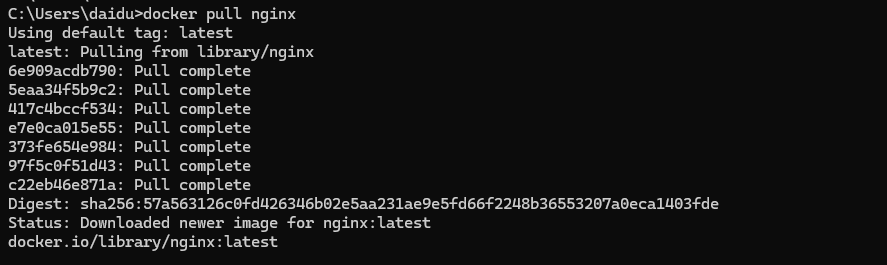 C:\Users\daidu>docker pull nginx
Using default tag: latest
latest: Pulling from library/nginx
6e909acdb790: Pull complete
5eaa34f5b9c2: Pull complete
417c4bccf534: Pull complete
e7e0ca015e55: Pull complete
373fe654e984: Pull complete
97f5c0f51d43: Pull complete
c22eb46e871a: Pull complete
Digest: sha256:57a563126c0fd426346b02e5aa231ae9e5fd66f2248b36553207a0eca1403fde
Status: Downloaded newer image for nginx:latest
docker.io/library/nginx:latest